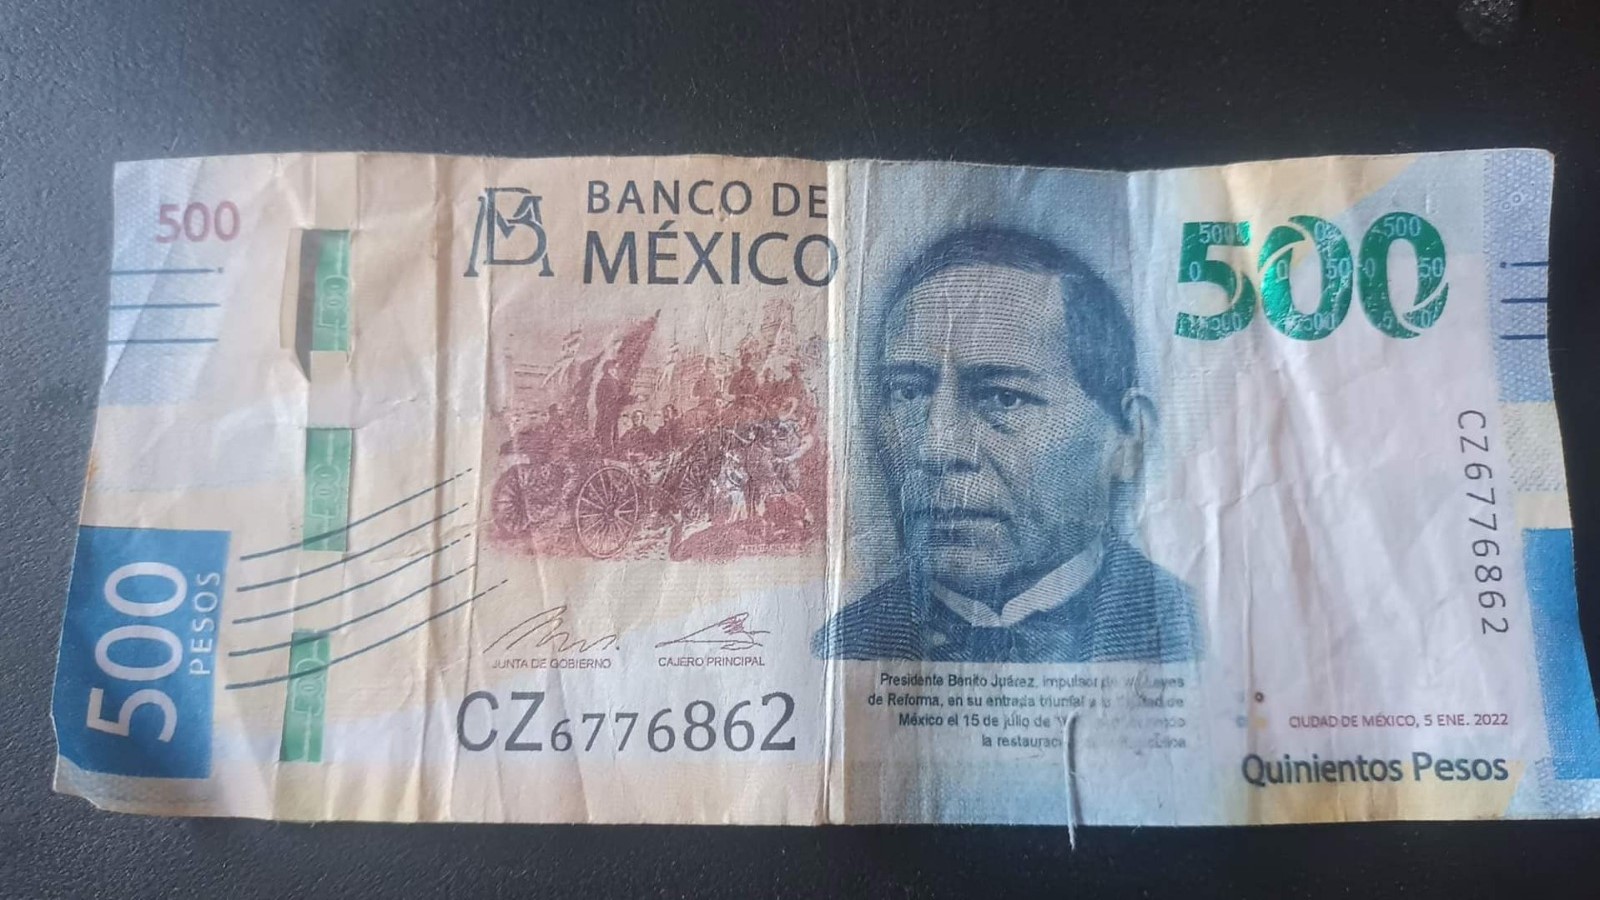 500
BANCO DE
MÉXICO
500
500
PESOS
JUNTA DE GOBIERNO
CAJERO PRINCIPAL
CZ6776862
CZ6776862
Presidente Benito Juárez, impulsor de
de Reforma, en su entrada triunfal
México el 15 de julio de
la
CIUDAD DE MÉXICO, 5 ENE. 2022
Quinientos Pesos